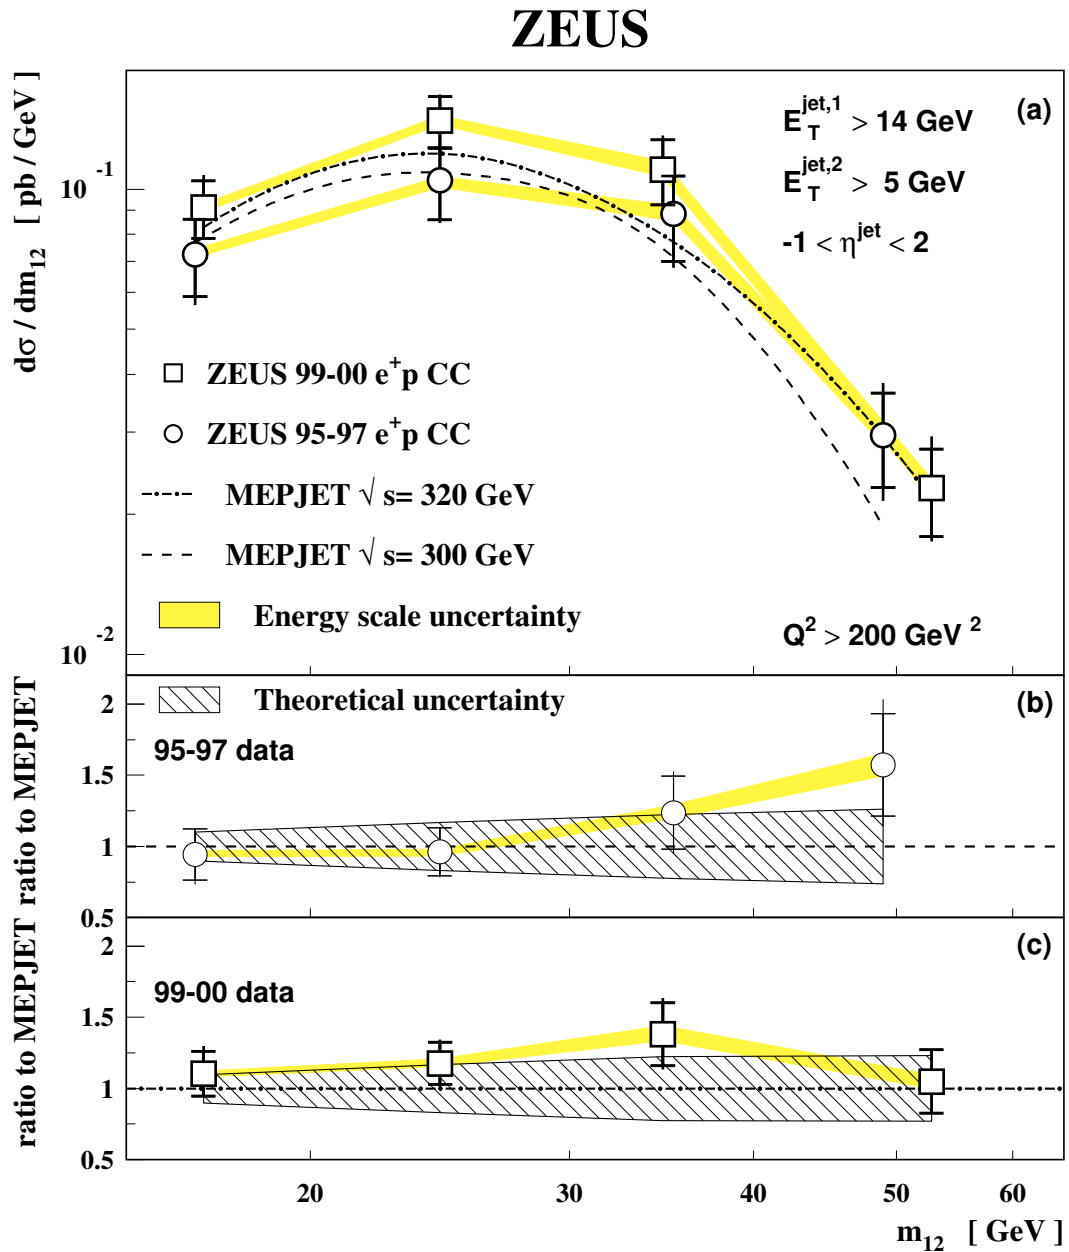 ZEUS
dσ / dm₁₂ [ pb / GeV ]
(a)
E_T^{jet,1} > 14 GeV
E_T^{jet,2} > 5 GeV
-1 < η^{jet} < 2
10⁻¹
ZEUS 99-00 e⁺p CC
ZEUS 95-97 e⁺p CC
MEPJET √ s= 320 GeV
MEPJET √ s= 300 GeV
Energy scale uncertainty
Q² > 200 GeV ²
10⁻²
ratio to MEPJET
Theoretical uncertainty
(b)
95-97 data
2
1.5
1
0.5
ratio to MEPJET
(c)
99-00 data
2
1.5
1
0.5
20 30 40 50 60
m₁₂ [ GeV ]